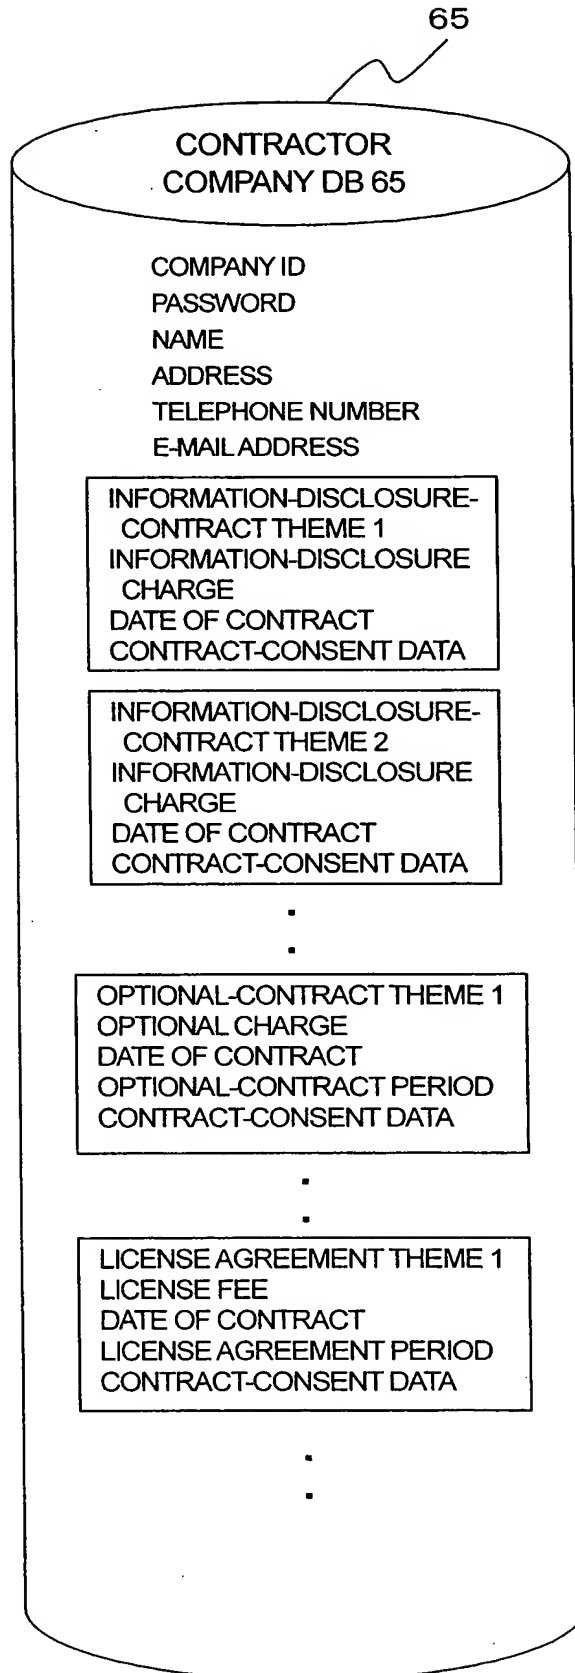 65
CONTRACTOR
COMPANY DB 65
COMPANY ID
PASSWORD
NAME
ADDRESS
TELEPHONE NUMBER
E-MAIL ADDRESS
INFORMATION-DISCLOSURE-
CONTRACT THEME 1
INFORMATION-DISCLOSURE
CHARGE
DATE OF CONTRACT
CONTRACT-CONSENT DATA
INFORMATION-DISCLOSURE-
CONTRACT THEME 2
INFORMATION-DISCLOSURE
CHARGE
DATE OF CONTRACT
CONTRACT-CONSENT DATA
OPTIONAL-CONTRACT THEME 1
OPTIONAL CHARGE
DATE OF CONTRACT
OPTIONAL-CONTRACT PERIOD
CONTRACT-CONSENT DATA
LICENSE AGREEMENT THEME 1
LICENSE FEE
DATE OF CONTRACT
LICENSE AGREEMENT PERIOD
CONTRACT-CONSENT DATA